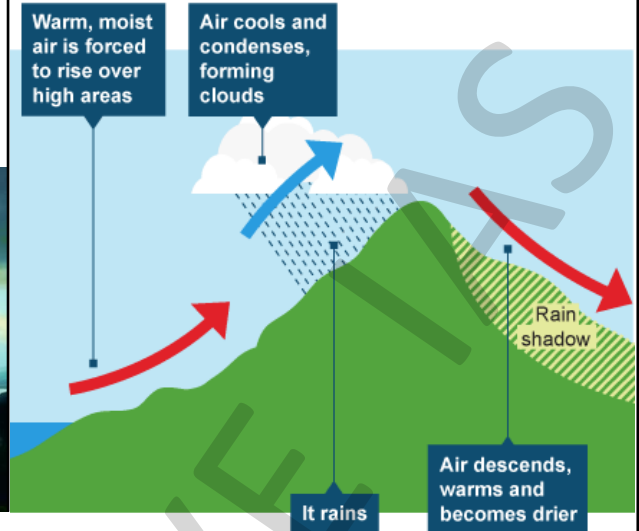 Warm, moist
air is forced
to rise over
high areas
Air cools and
condenses,
forming
clouds
Rain
shadow
It rains
Air descends,
warms and
becomes drier